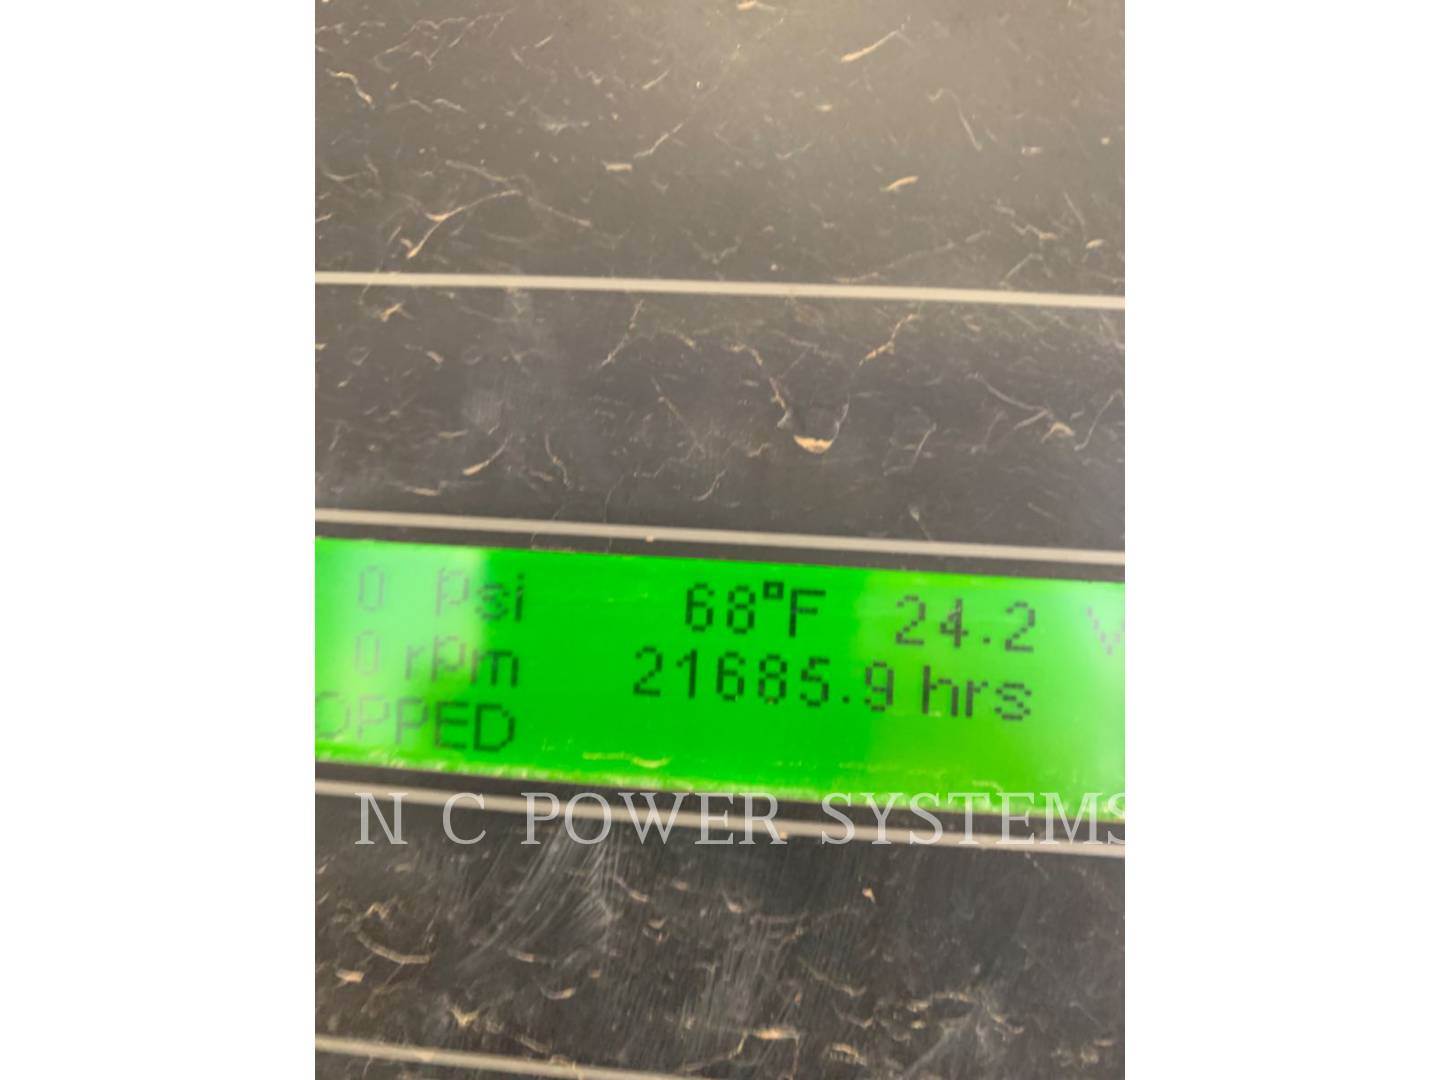 0 psi 68°F 24.2 V
0 rpm 21685.9 hrs
OPPED
N C POWER SYSTEMS